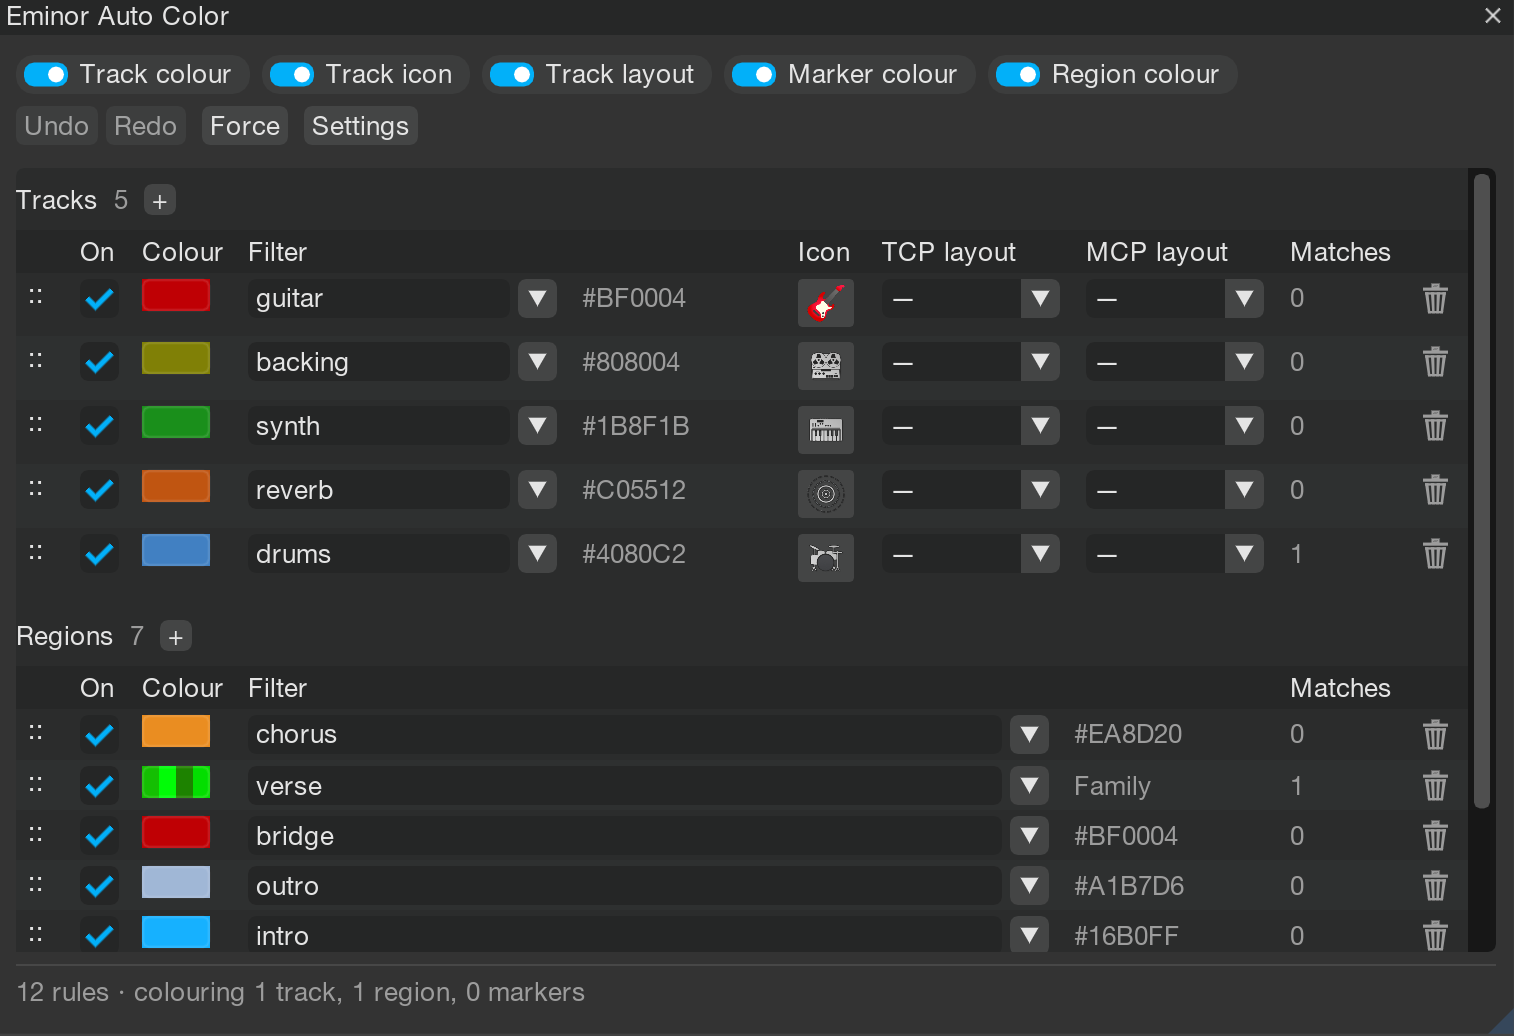 Eminor Auto Color
Track colour Track icon Track layout Marker colour Region colour
Undo Redo Force Settings
Tracks 5 +
On Colour Filter Icon TCP layout MCP layout Matches
guitar #BF0004 — — 0
backing #808004 — — 0
synth #1B8F1B — — 0
reverb #C05512 — — 0
drums #4080C2 — — 1
Regions 7 +
On Colour Filter Matches
chorus #EA8D20 0
verse Family 1
bridge #BF0004 0
outro #A1B7D6 0
intro #16B0FF 0
12 rules · colouring 1 track, 1 region, 0 markers